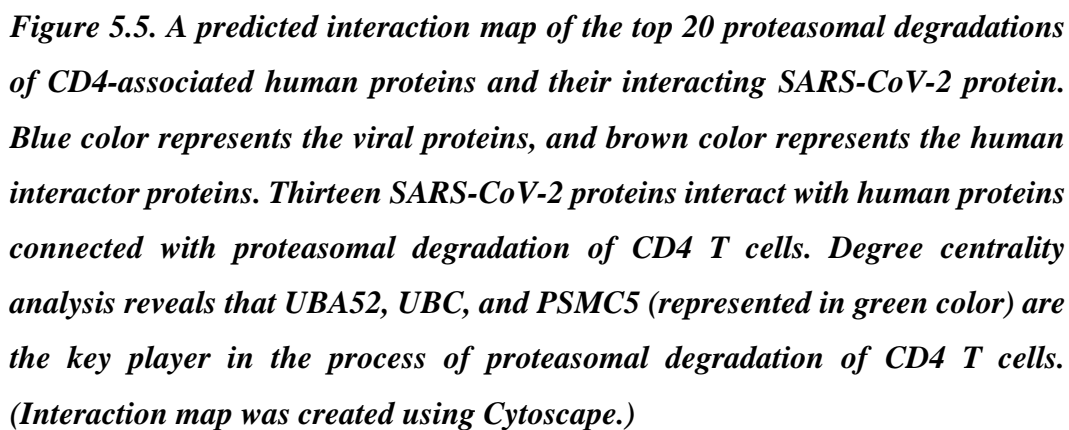 Figure 5.5. A predicted interaction map of the top 20 proteasomal degradations
of CD4-associated human proteins and their interacting SARS-CoV-2 protein.
Blue color represents the viral proteins, and brown color represents the human
interactor proteins. Thirteen SARS-CoV-2 proteins interact with human proteins
connected with proteasomal degradation of CD4 T cells. Degree centrality
analysis reveals that UBA52, UBC, and PSMC5 (represented in green color) are
the key player in the process of proteasomal degradation of CD4 T cells.
(Interaction map was created using Cytoscape.)